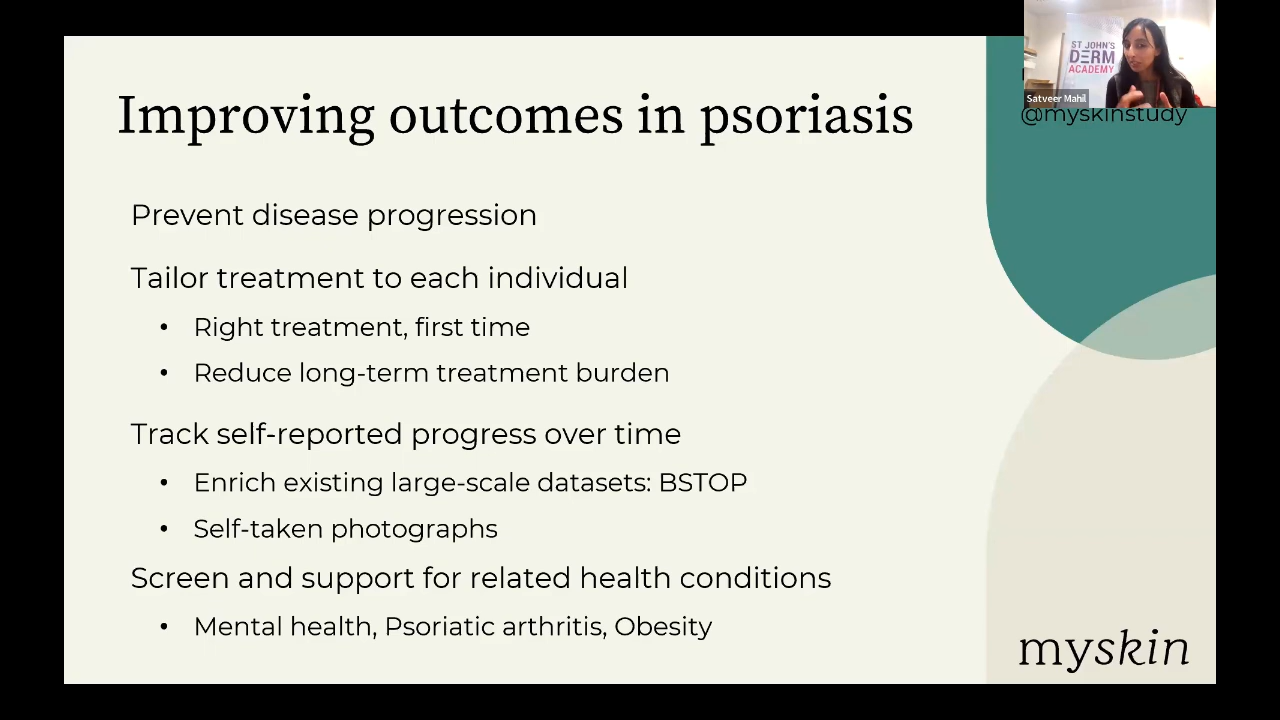 Improving outcomes in psoriasis
Prevent disease progression
Tailor treatment to each individual
• Right treatment, first time
• Reduce long-term treatment burden
Track self-reported progress over time
• Enrich existing large-scale datasets: BSTOP
• Self-taken photographs
Screen and support for related health conditions
• Mental health, Psoriatic arthritis, Obesity
ST JOHN'S
DERM
ACADEMY
Satveer Mahil
@myskinstudy
myskin